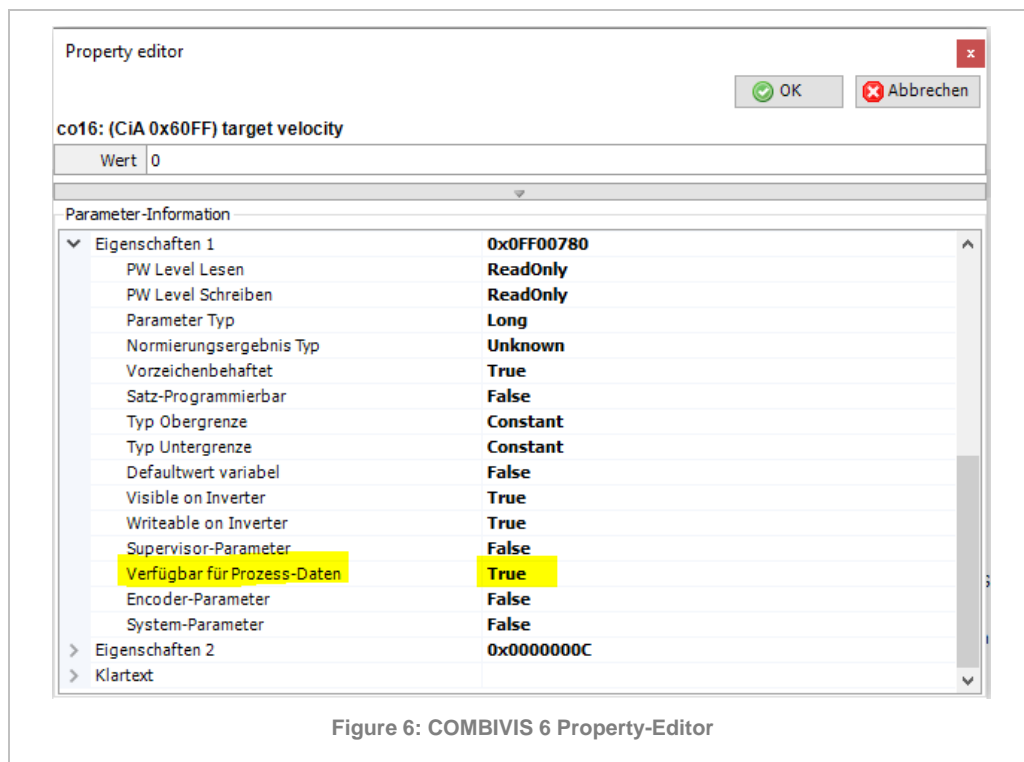 Property editor
x
OK
Abbrechen
co16: (CiA 0x60FF) target velocity
Wert 0
Parameter-Information
Eigenschaften 1 0x0FF00780
PW Level Lesen ReadOnly
PW Level Schreiben ReadOnly
Parameter Typ Long
Normierungsergebnis Typ Unknown
Vorzeichenbehaftet True
Satz-Programmierbar False
Typ Obergrenze Constant
Typ Untergrenze Constant
Defaultwert variabel False
Visible on Inverter True
Writeable on Inverter True
Supervisor-Parameter False
Verfügbar für Prozess-Daten True
Encoder-Parameter False
System-Parameter False
Eigenschaften 2 0x0000000C
Klartext
Figure 6: COMBIVIS 6 Property-Editor